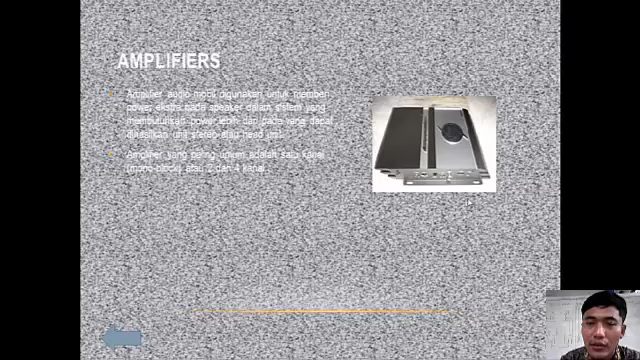 AMPLIFIERS
Amplifier audio mobil digunakan untuk memberi
power ekstra pada speaker dalam sistem yang
membutuhkan power lebih dari pada yang dapat
dihasilkan unit stereo atau head unit.
Amplifier yang paling umum adalah satu kanal
(mono-block) atau 2 dan 4 kanal.